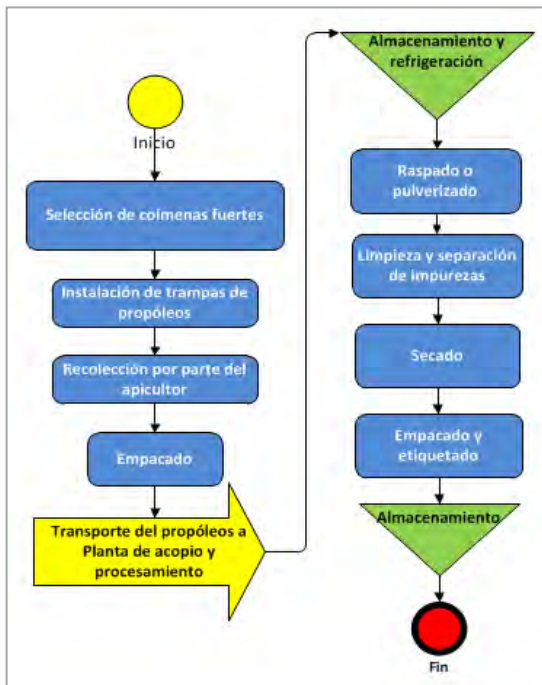 Inicio
Selección de colmenas fuertes
Instalación de trampas de
propóleos
Recolección por parte del
apicultor
Empacado
Transporte del propóleos a
Planta de acopio y
procesamiento
Almacenamiento y
refrigeración
Raspado o
pulverizado
Limpieza y separación
de impurezas
Secado
Empacado y
etiquetado
Almacenamiento
Fin